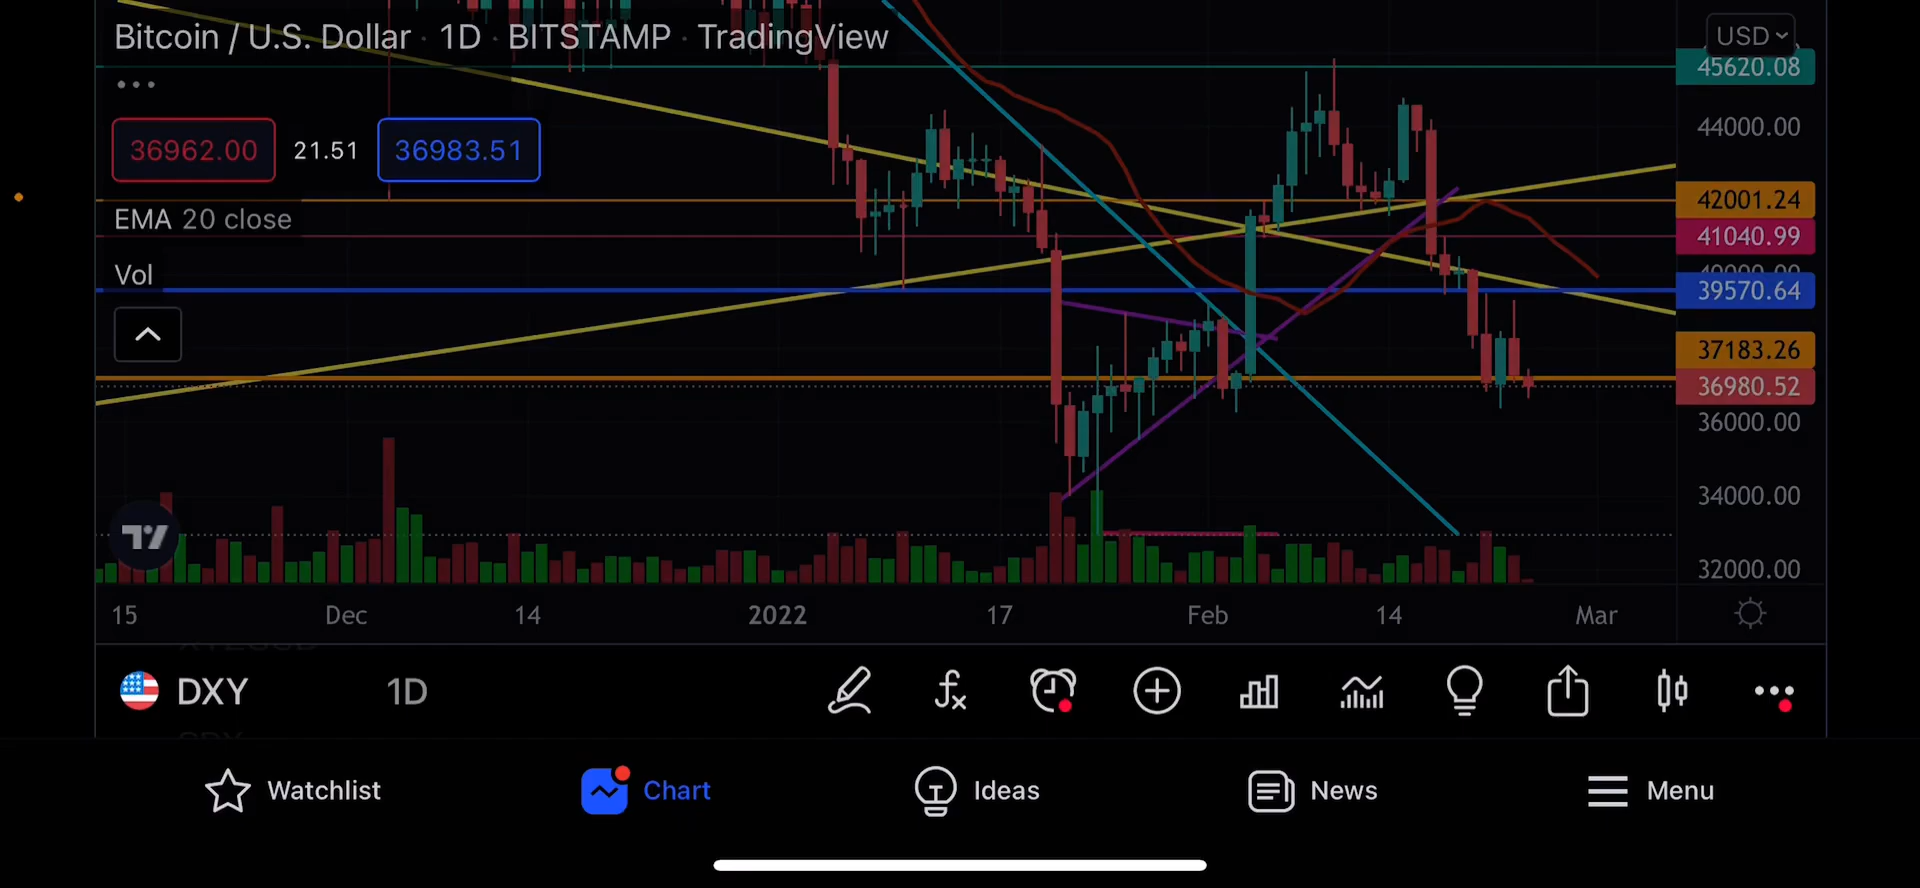 Bitcoin / U.S. Dollar · 1D · BITSTAMP · TradingView
USD
45620.08
44000.00
36962.00 21.51 36983.51
42001.24
EMA 20 close
41040.99
Vol
39570.64
37183.26
36980.52
36000.00
34000.00
32000.00
15 Dec 14 2022 17 Feb 14 Mar
DXY 1D
Watchlist Chart Ideas News Menu